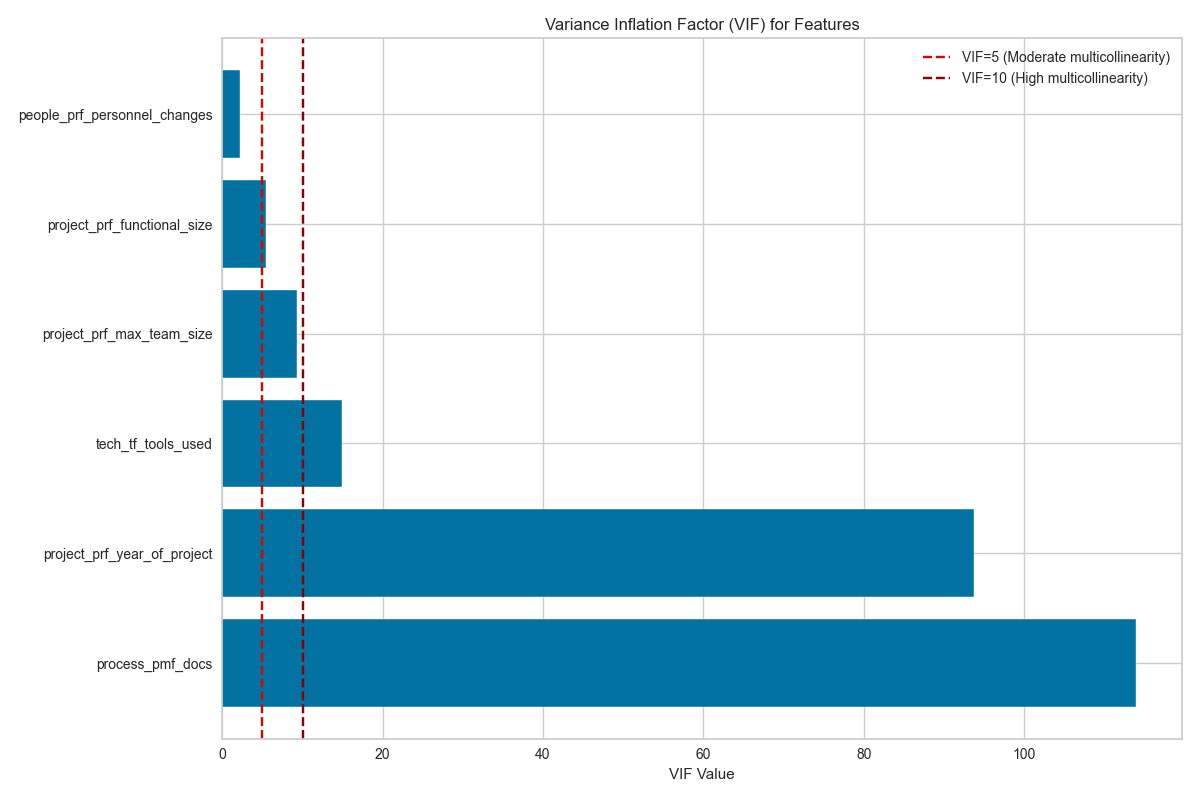 Variance Inflation Factor (VIF) for Features
VIF=5 (Moderate multicollinearity)
VIF=10 (High multicollinearity)
people_prf_personnel_changes
project_prf_functional_size
project_prf_max_team_size
tech_tf_tools_used
project_prf_year_of_project
process_pmf_docs
0 20 40 60 80 100
VIF Value